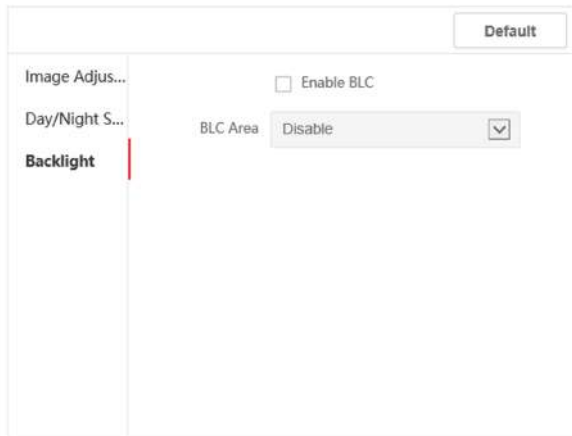 Default
Image Adjus...
Day/Night S...
Backlight
Enable BLC
BLC Area Disable